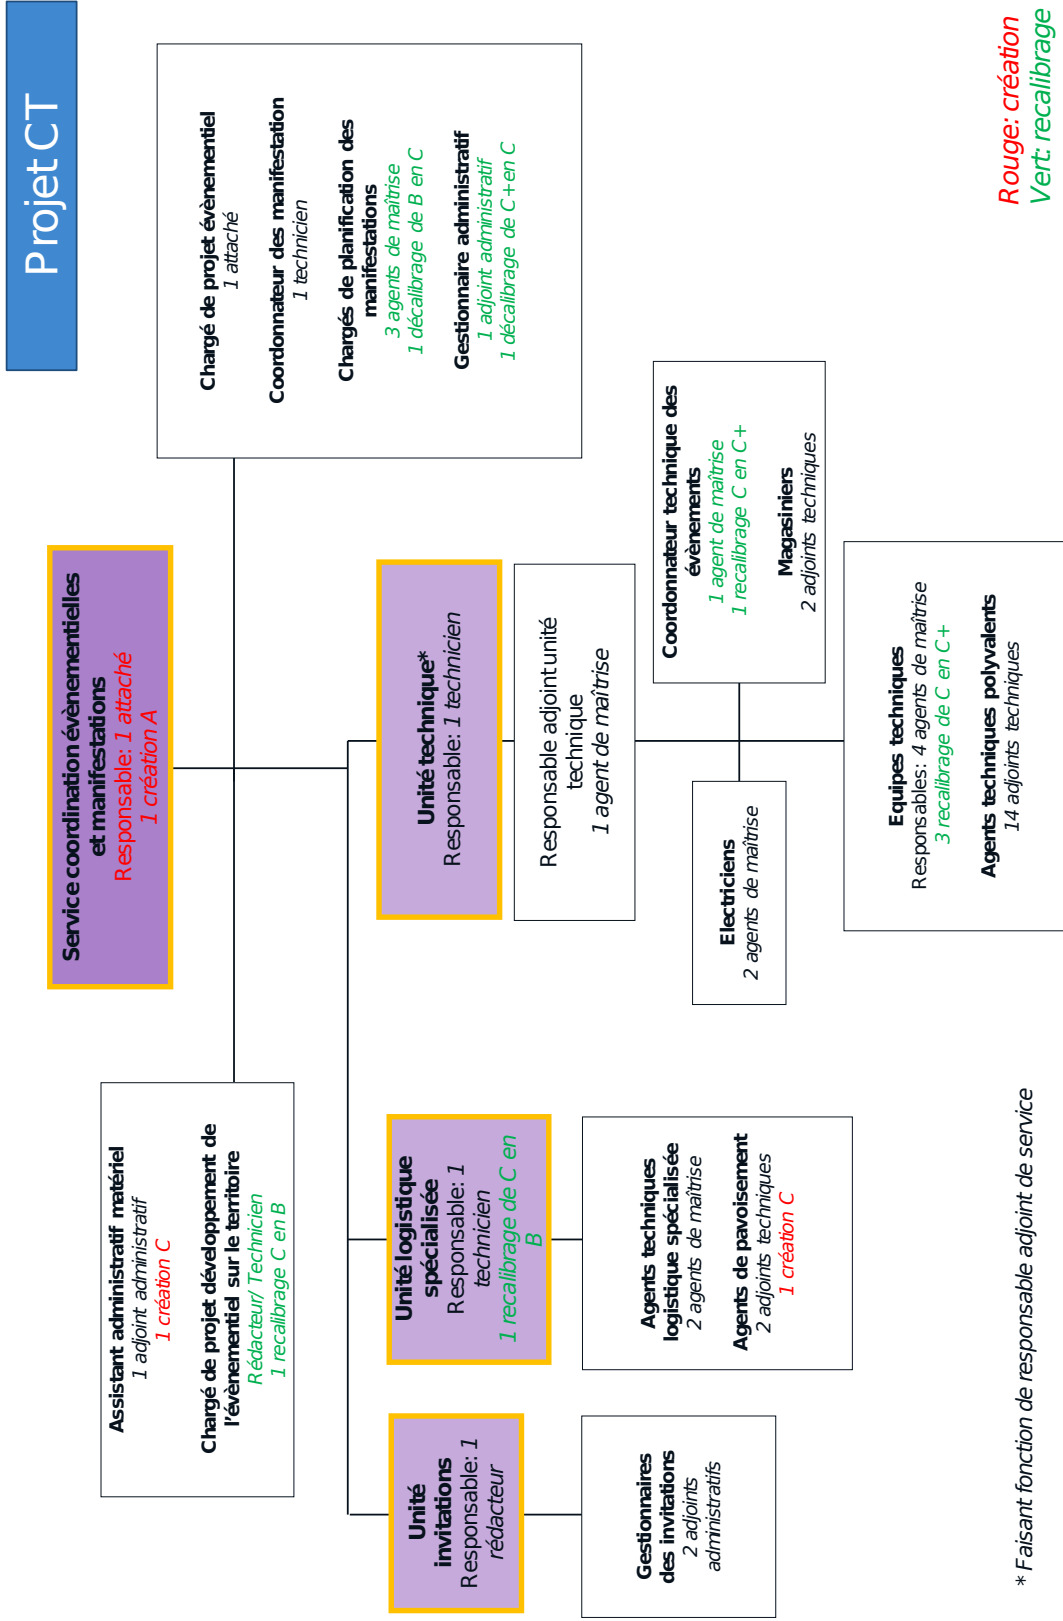 Projet CT
Service coordination évènementielles
et manifestations
Responsable: 1 attaché
1 création A
Assistant administratif matériel
1 adjoint administratif
1 création C
Chargé de projet développement de
l’évènementiel sur le territoire
Rédacteur/ Technicien
1 recalibrage C en B
Chargé de projet évènementiel
1 attaché
Coordonnateur des manifestation
1 technicien
Chargés de planification des
manifestations
3 agents de maîtrise
1 décalibrage de B en C
Gestionnaire administratif
1 adjoint administratif
1 décalibrage de C+ en C
Unité
invitations
Responsable: 1
rédacteur
Gestionnaires
des invitations
2 adjoints
administratifs
Unité logistique
spécialisée
Responsable: 1
technicien
1 recalibrage de C en
B
Agents techniques
logistique spécialisée
2 agents de maîtrise
Agents de pavoisement
2 adjoints techniques
1 création C
Unité technique*
Responsable: 1 technicien
Responsable adjoint unité
technique
1 agent de maîtrise
Electriciens
2 agents de maîtrise
Coordonnateur technique des
évènements
1 agent de maîtrise
1 recalibrage C en C+
Magasiniers
2 adjoints techniques
Equipes techniques
Responsables: 4 agents de maîtrise
3 recalibrage de C en C+
Agents techniques polyvalents
14 adjoints techniques
* Faisant fonction de responsable adjoint de service
Rouge: création
Vert: recalibrage